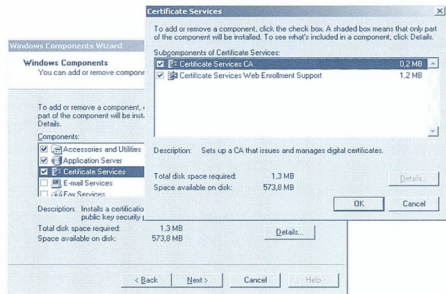 Certificate Services
To add or remove a component, click the check box. A shaded box means that only part
of the component will be installed. To see what's included in a component, click Details.
Subcomponents of Certificate Services:
Certificate Services CA 0,2 MB
Certificate Services Web Enrollment Support 1,2 MB
Description: Sets up a CA that issues and manages digital certificates.
Total disk space required: 1,3 MB
Space available on disk: 573,8 MB
Details...
OK Cancel
Windows Components Wizard
Windows Components
You can add or remove compone
To add or remove a component,
part of the component will be inst
Details.
Components:
Accessories and Utilities
Application Server
Certificate Services
E-mail Services
Fax Services
Description: Installs a certificatio
public key security
Total disk space required: 1,3 MB
Space available on disk: 573,8 MB
Details...
< Back Next > Cancel Help